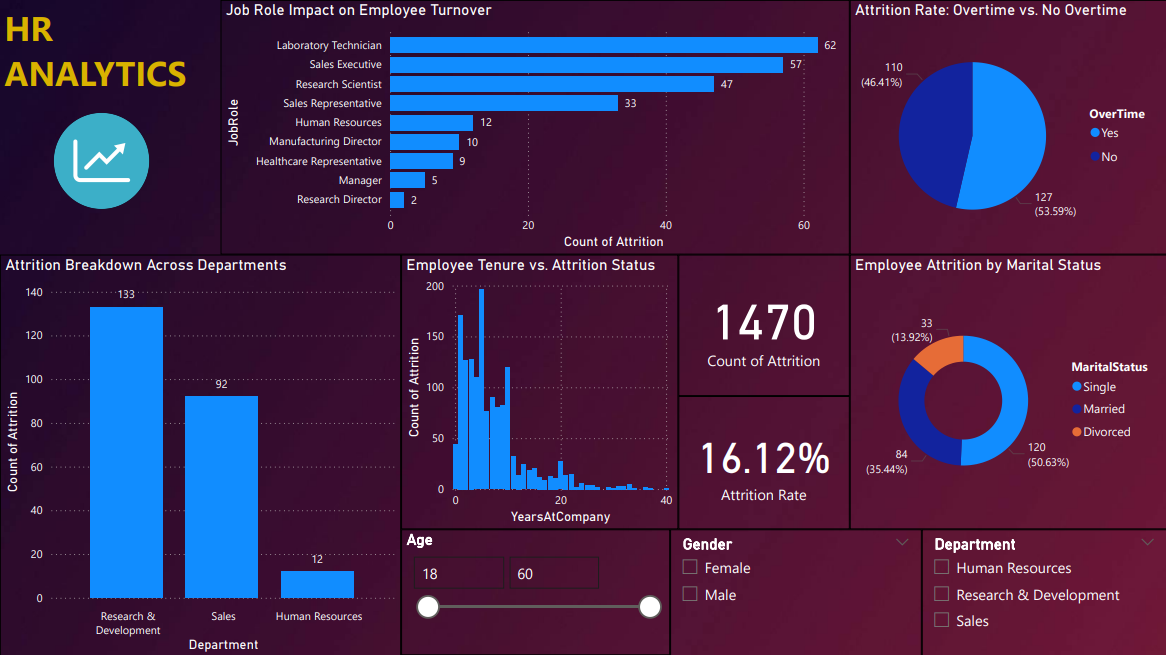 HR
ANALYTICS
Job Role Impact on Employee Turnover
JobRole
Laboratory Technician 62
Sales Executive 57
Research Scientist 47
Sales Representative 33
Human Resources 12
Manufacturing Director 10
Healthcare Representative 9
Manager 5
Research Director 2
0 20 40 60
Count of Attrition
Attrition Rate: Overtime vs. No Overtime
110
(46.41%)
127
(53.59%)
OverTime
Yes
No
Attrition Breakdown Across Departments
Count of Attrition
140
120
100
80
60
40
20
0
133
92
12
Research &
Development
Sales
Human Resources
Department
Employee Tenure vs. Attrition Status
Count of Attrition
200
150
100
50
0
0 20 40
YearsAtCompany
1470
Count of Attrition
16.12%
Attrition Rate
Employee Attrition by Marital Status
33
(13.92%)
84
(35.44%)
120
(50.63%)
MaritalStatus
Single
Married
Divorced
Age
18 60
Gender
Female
Male
Department
Human Resources
Research & Development
Sales